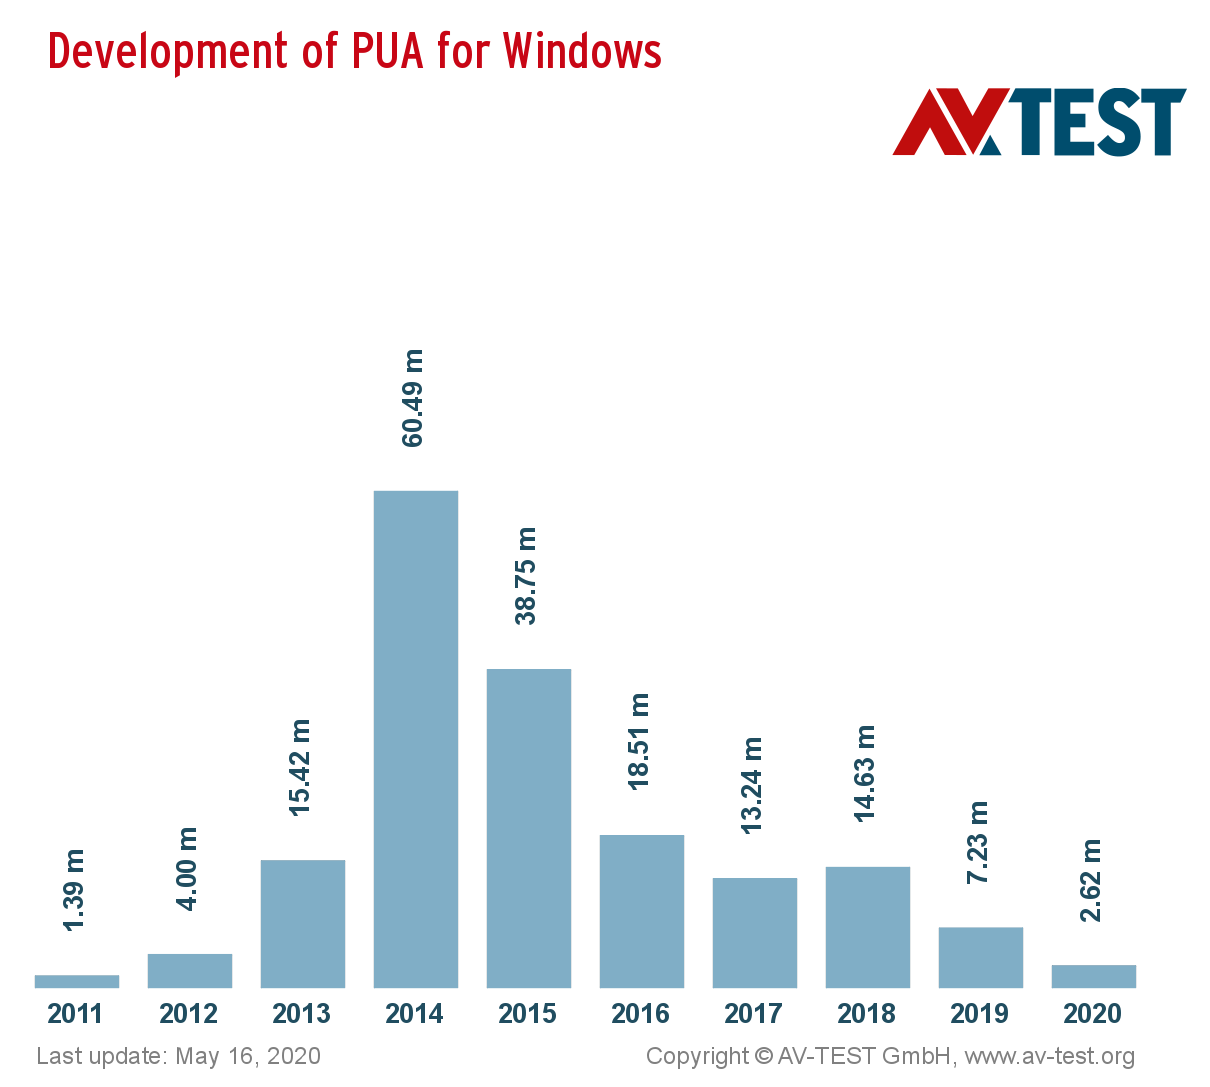 Development of PUA for Windows
AVTEST
60.49 m
38.75 m
18.51 m
15.42 m
14.63 m
13.24 m
7.23 m
4.00 m
2.62 m
1.39 m
2011 2012 2013 2014 2015 2016 2017 2018 2019 2020
Last update: May 16, 2020 Copyright © AV-TEST GmbH, www.av-test.org